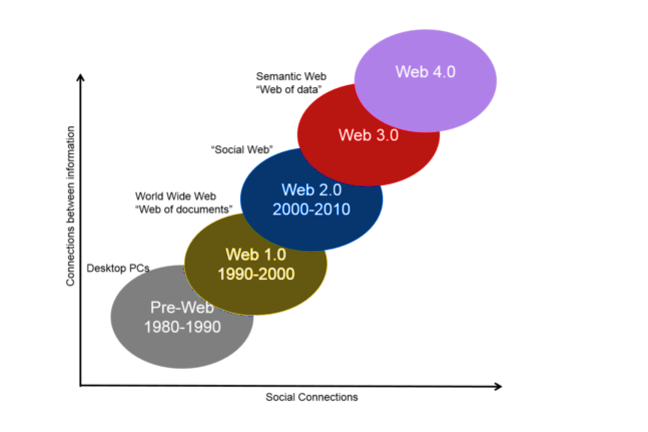 Web 4.0
Semantic Web
“Web of data”
Web 3.0
“Social Web”
Web 2.0
2000-2010
World Wide Web
“Web of documents”
Web 1.0
1990-2000
Desktop PCs
Pre-Web
1980-1990
Connections between information
Social Connections